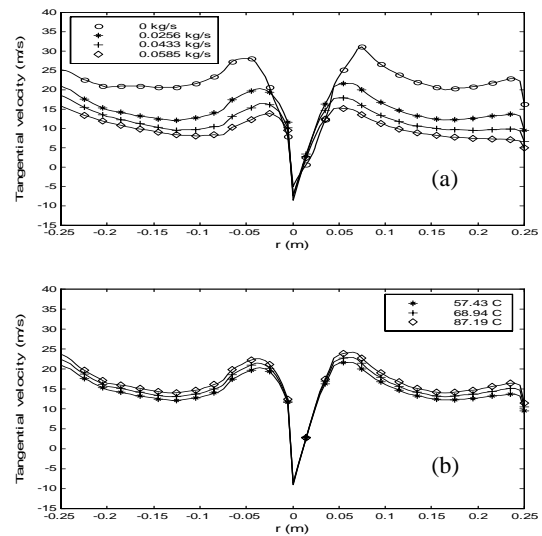 0 kg/s
0.0256 kg/s
0.0433 kg/s
0.0585 kg/s
Tangential velocity (m/s)
40
35
30
25
20
15
10
5
0
-5
-10
-15
(a)
-0.25 -0.2 -0.15 -0.1 -0.05 0 0.05 0.1 0.15 0.2 0.25
r (m)
57.43 C
68.94 C
87.19 C
Tangential velocity (m/s)
40
35
30
25
20
15
10
5
0
-5
-10
-15
(b)
-0.25 -0.2 -0.15 -0.1 -0.05 0 0.05 0.1 0.15 0.2 0.25
r (m)